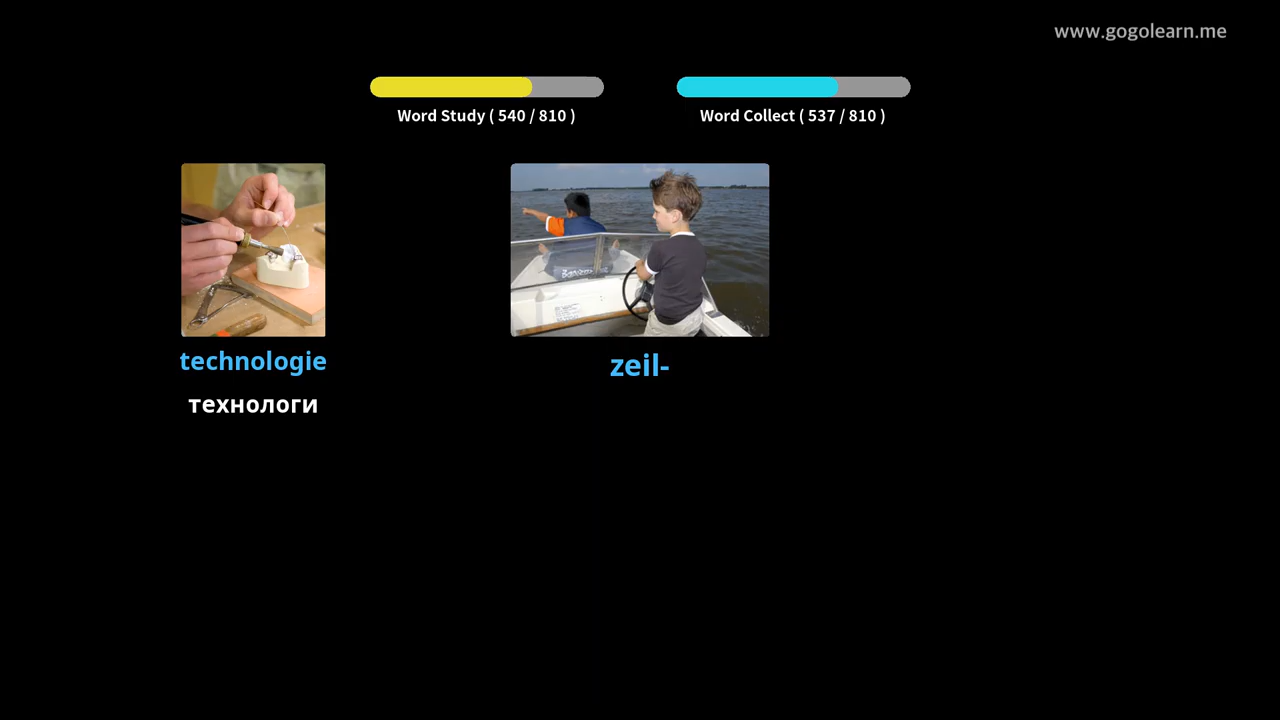 www.gogolearn.me
Word Study ( 540 / 810 )
Word Collect ( 537 / 810 )
technologie
технологи
zeil-